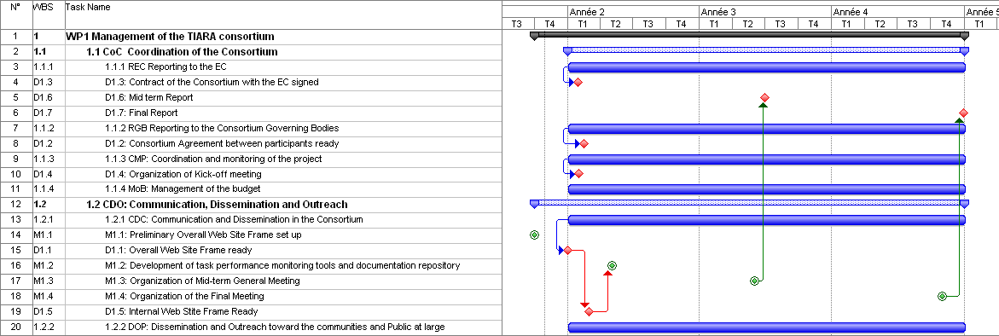 N° WBS Task Name
Année 2 Année 3 Année 4 Année 5
T3 T4 T1 T2 T3 T4 T1 T2 T3 T4 T1 T2 T3 T4 T1
1 1 WP1 Management of the TIARA consortium
2 1.1 1.1 CoC Coordination of the Consortium
3 1.1.1 1.1.1 REC Reporting to the EC
4 D1.3 D1.3: Contract of the Consortium with the EC signed
5 D1.6 D1.6: Mid term Report
6 D1.7 D1.7: Final Report
7 1.1.2 1.1.2 RGB Reporting to the Consortium Governing Bodies
8 D1.2 D1.2: Consortium Agreement between participants ready
9 1.1.3 1.1.3 CMP: Coordination and monitoring of the project
10 D1.4 D1.4: Organization of Kick-off meeting
11 1.1.4 1.1.4 MoB: Management of the budget
12 1.2 1.2 CDO: Communication, Dissemination and Outreach
13 1.2.1 1.2.1 CDC: Communication and Dissemination in the Consortium
14 M1.1 M1.1: Preliminary Overall Web Site Frame set up
15 D1.1 D1.1: Overall Web Site Frame ready
16 M1.2 M1.2: Development of task performance monitoring tools and documentation repository
17 M1.3 M1.3: Organization of Mid-term General Meeting
18 M1.4 M1.4: Organization of the Final Meeting
19 D1.5 D1.5: Internal Web Stite Frame Ready
20 1.2.2 1.2.2 DOP: Dissemination and Outreach toward the communities and Public at large